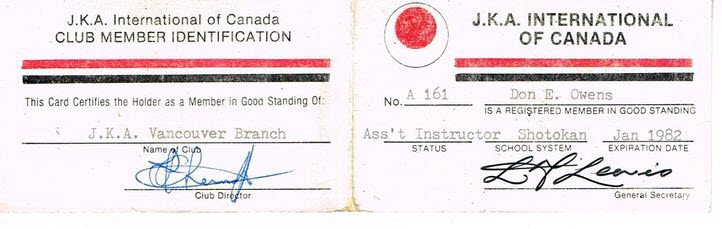 J.K.A. International of Canada
CLUB MEMBER IDENTIFICATION
This Card Certifies the Holder as a Member in Good Standing Of:
J.K.A. Vancouver Branch
Name of Club
Club Director
J.K.A. INTERNATIONAL
OF CANADA
No. A 161 Don E. Owens
IS A REGISTERED MEMBER IN GOOD STANDING
Ass't Instructor Shotokan Jan 1982
STATUS SCHOOL SYSTEM EXPIRATION DATE
General Secretary